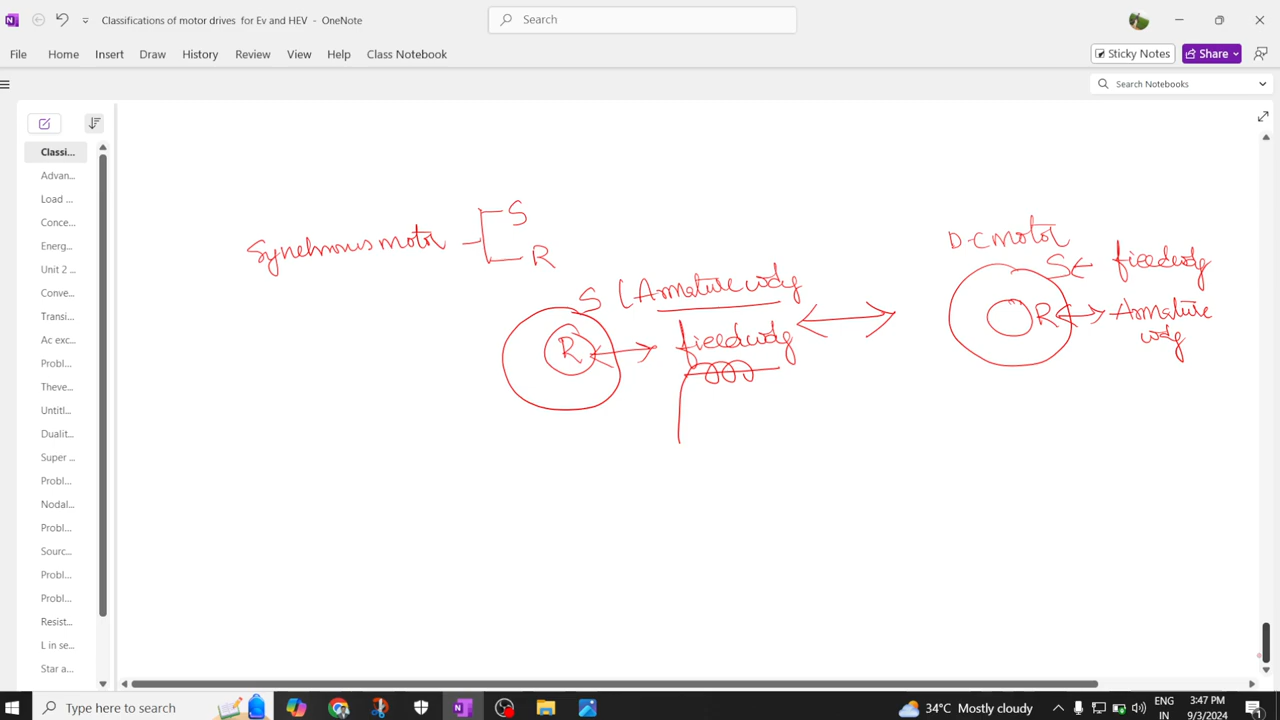 Classifications of motor drives for Ev and HEV - OneNote
Search
File Home Insert Draw History Review View Help Class Notebook
Sticky Notes
Share
Search Notebooks
Classi...
Advan...
Load ...
Conce...
Energ...
Unit 2 ...
Conve...
Transi...
Ac exc...
Probl...
Theve...
Untitl...
Dualit...
Super ...
Probl...
Nodal...
Probl...
Sourc...
Probl...
Probl...
Resist...
L in se...
Star a...
Synchnous motor
S
R
S (Armature wdg
R
field wdg
D.C motor
S field wdg
R Armature
wdg
Type here to search
34°C Mostly cloudy
ENG
IN
3:47 PM
9/3/2024
1